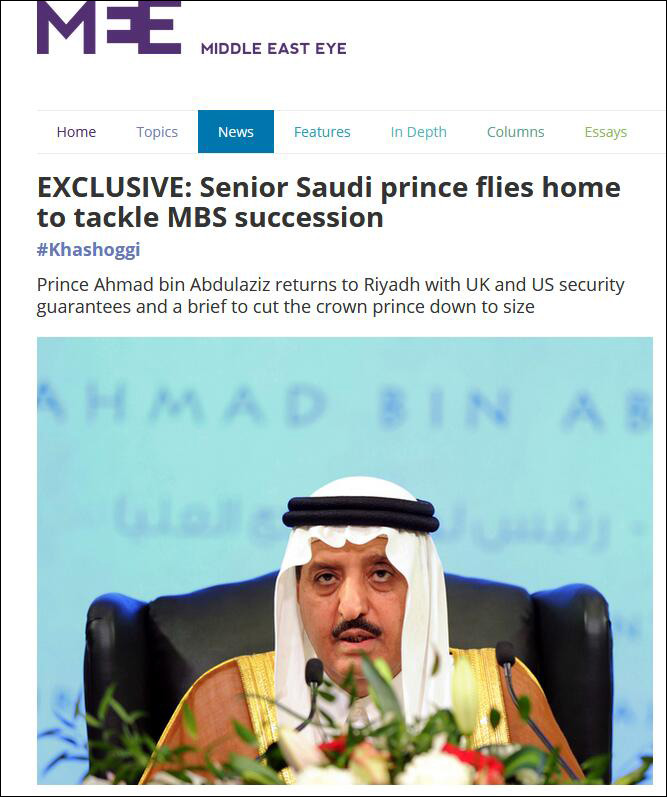 MEE MIDDLE EAST EYE
Home Topics News Features In Depth Columns Essays
EXCLUSIVE: Senior Saudi prince flies home
to tackle MBS succession
#Khashoggi
Prince Ahmad bin Abdulaziz returns to Riyadh with UK and US security
guarantees and a brief to cut the crown prince down to size
AHMAD BIN AB
رئيس ل
ع العليا